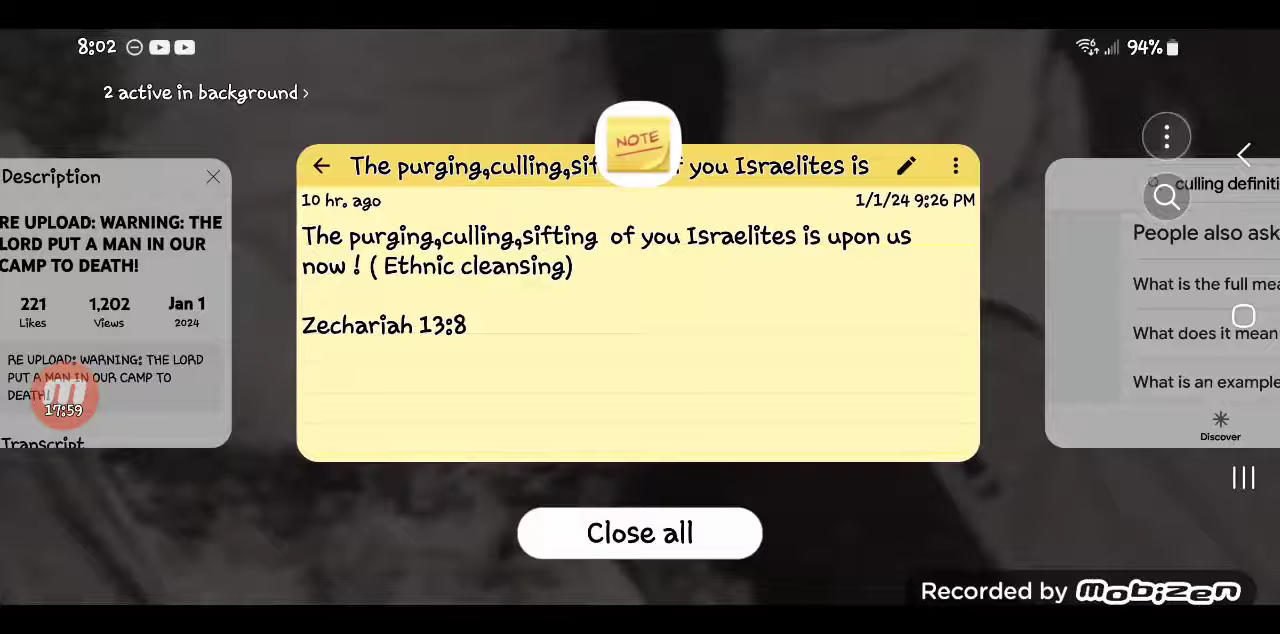 8:02
94%
2 active in background >
Description
RE UPLOAD: WARNING: THE
LORD PUT A MAN IN OUR
CAMP TO DEATH!
221
1,202
Jan 1
Likes
Views
2024
RE UPLOAD: WARNING: THE LORD
PUT A MAN IN OUR CAMP TO
DEATH!
17:59
Transcript
NOTE
The purging,culling,sif of you Israelites is
10 hr. ago
1/1/24 9:26 PM
The purging,culling,sifting of you Israelites is upon us
now ! ( Ethnic cleansing)
Zechariah 13:8
culling definiti
People also ask
What is the full mea
What does it mean
What is an example
Discover
Close all
Recorded by mobizen